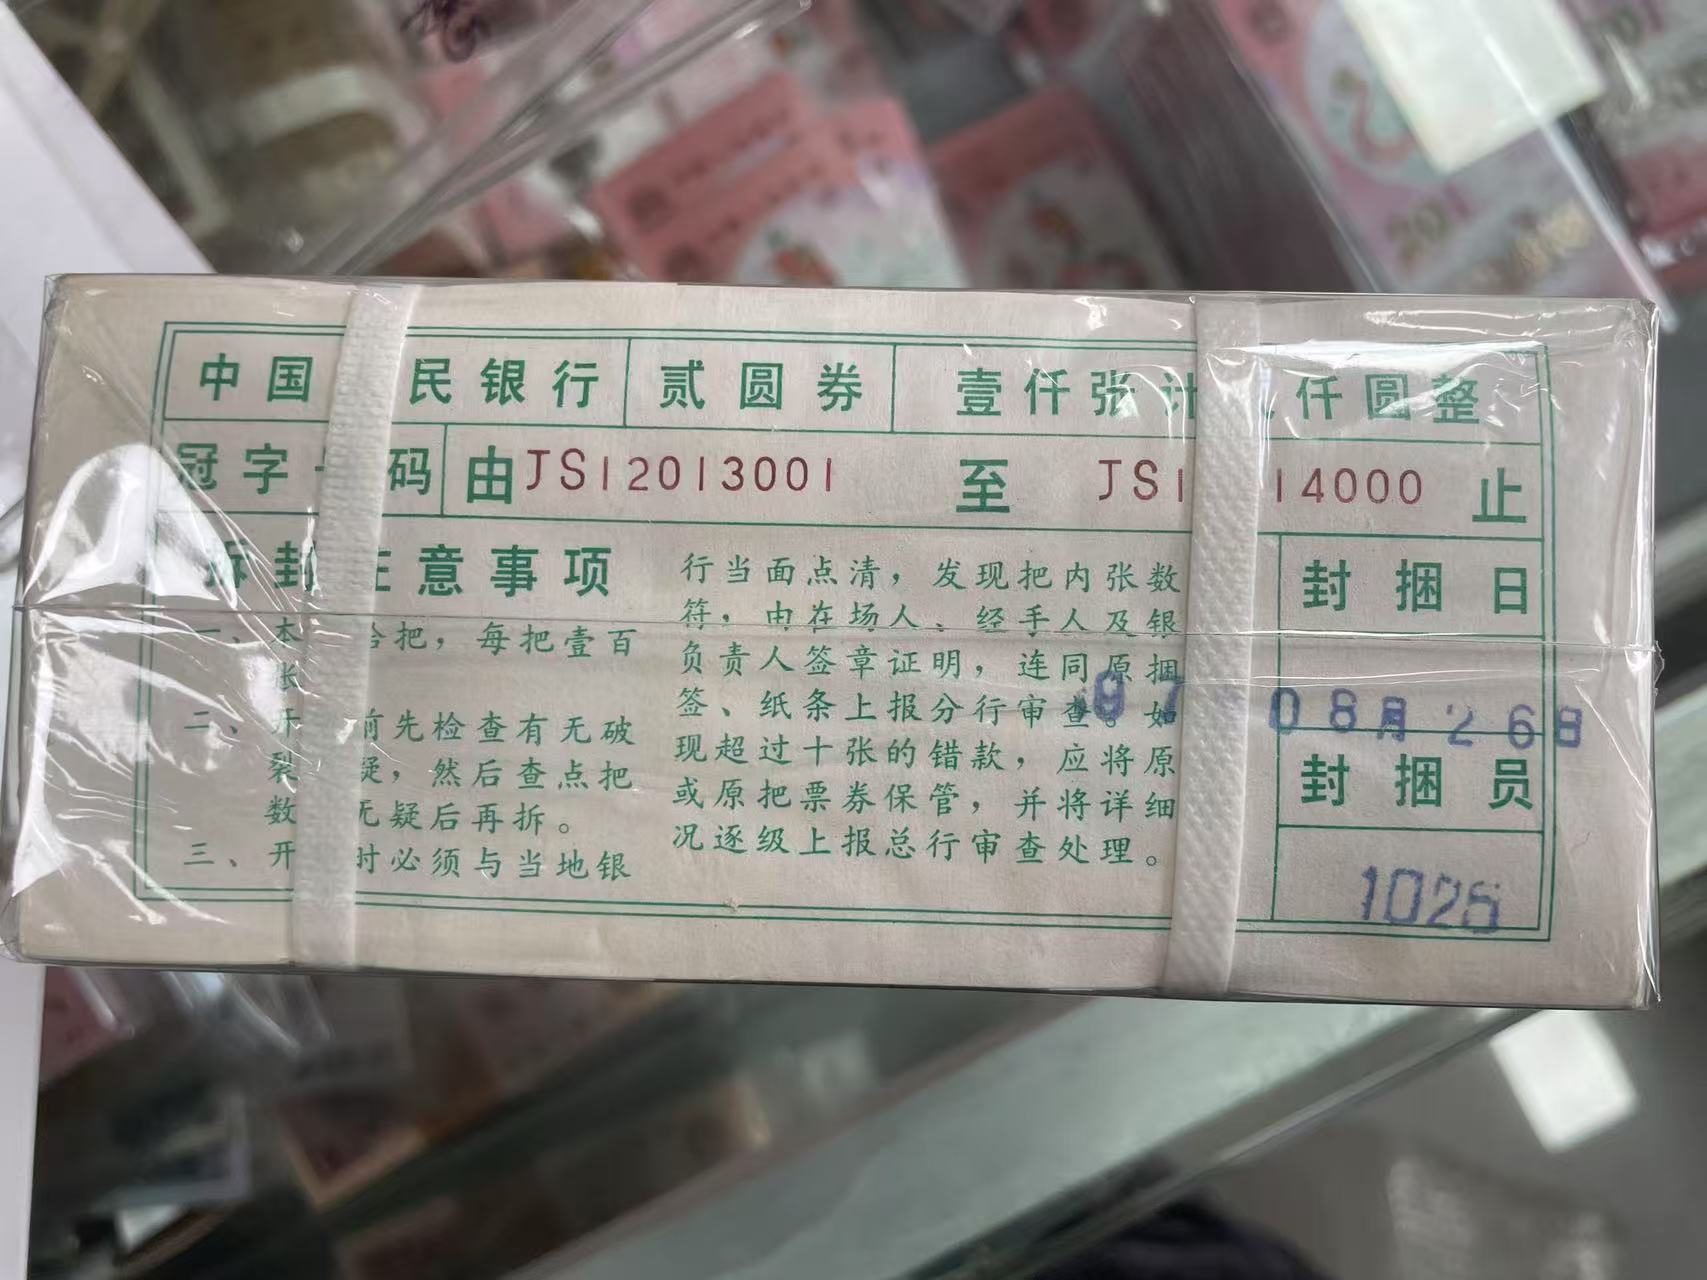 中国 民银行 贰圆券 壹仟张计 仟圆整
冠字 码 由JS12013001 至 JS1 14000 止
拆封注意事项
一、本 拾把，每把壹百
张
二、开 前先检查有无破
裂 疑，然后查点把
数 无疑后再拆。
三、开 时必须与当地银
行当面点清，发现把内张数
符，由在场人、经手人及银
负责人签章证明，连同原捆
签、纸条上报分行审查。如
现超过十张的错款，应将原
或原把票券保管，并将详细
况逐级上报总行审查处理。
封捆日
97 08月26日
封捆员
1026